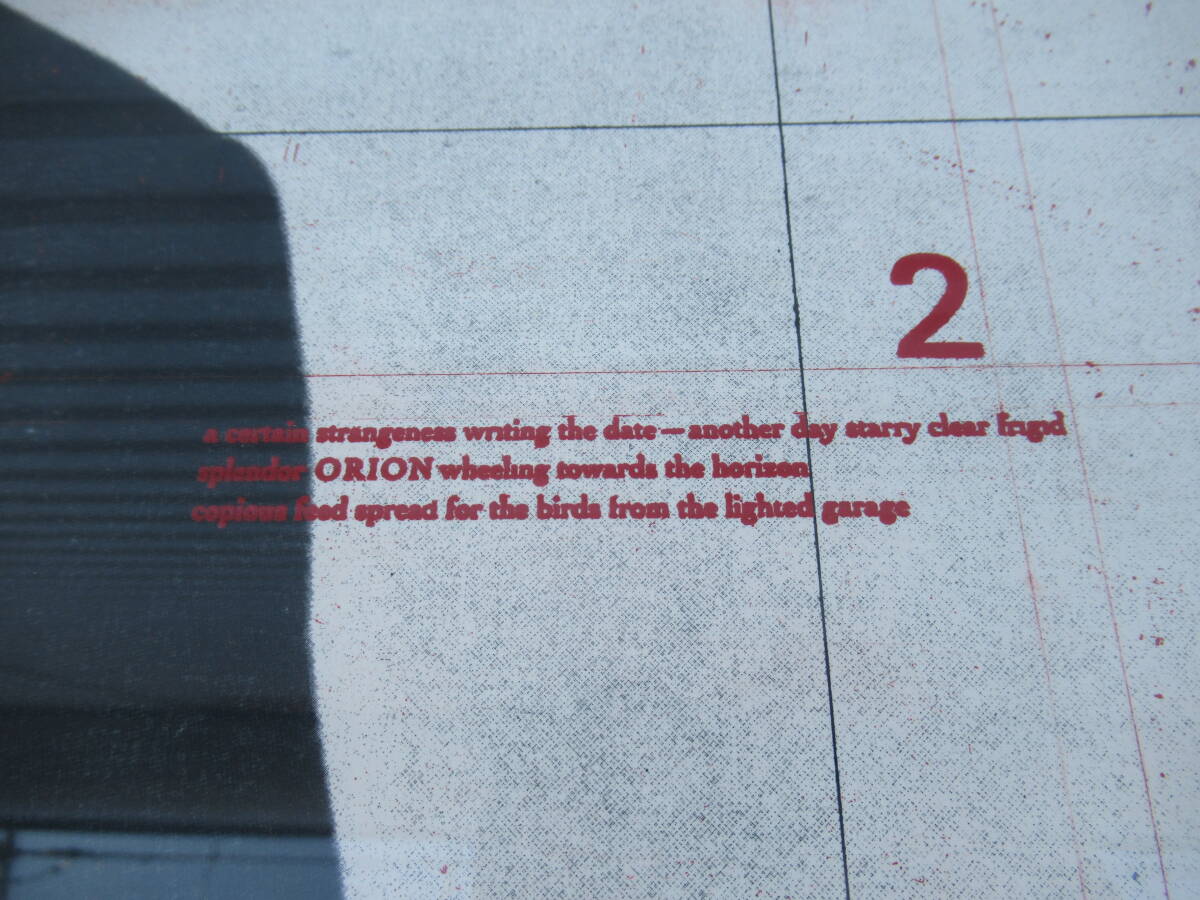 2
a certain strangeness writing the date — another day starry clear frigid
splendor ORION wheeling towards the horizon
copious feed spread for the birds from the lighted garage